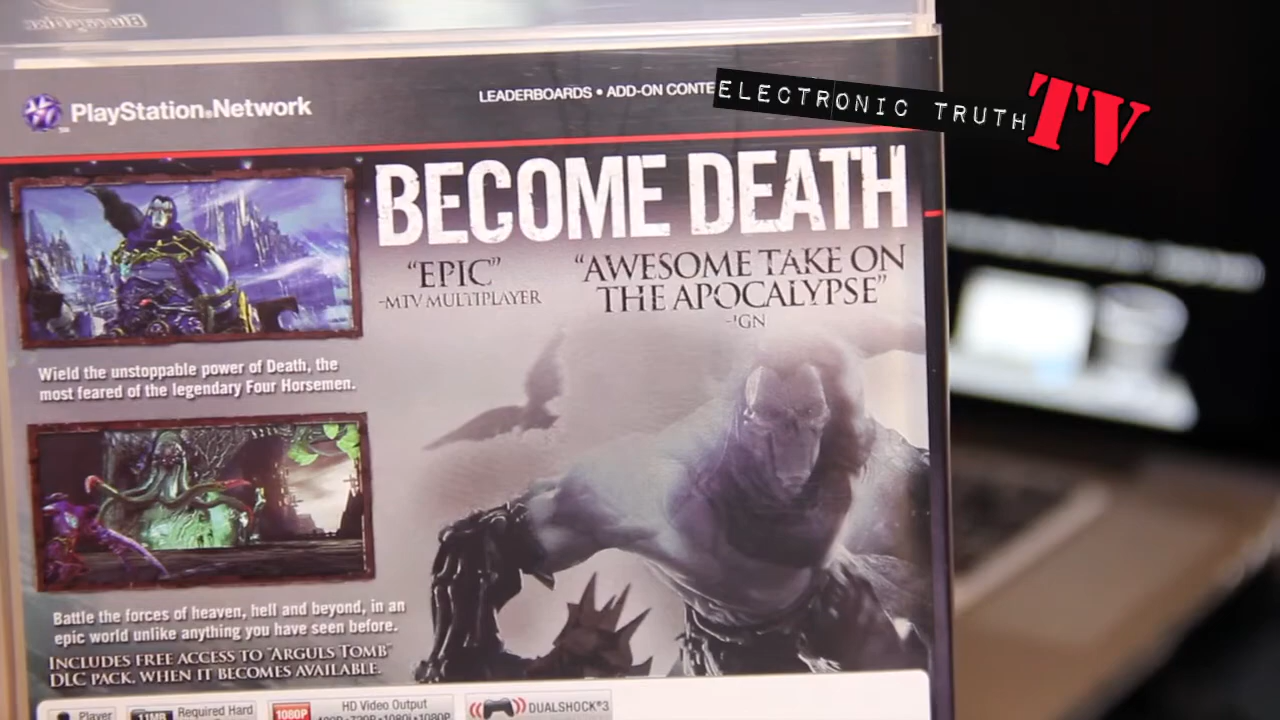 PlayStation®Network
LEADERBOARDS • ADD-ON CONTE
ELECTRONIC TRUTH TV
BECOME DEATH
"EPIC"
-MTV MULTIPLAYER
"AWESOME TAKE ON
THE APOCALYPSE"
-IGN
Wield the unstoppable power of Death, the
most feared of the legendary Four Horsemen.
Battle the forces of heaven, hell and beyond, in an
epic world unlike anything you have seen before.
INCLUDES FREE ACCESS TO "ARGULS TOMB"
DLC PACK, WHEN IT BECOMES AVAILABLE.
Player
11MB
Required Hard
1080P
HD Video Output
DUALSHOCK®3